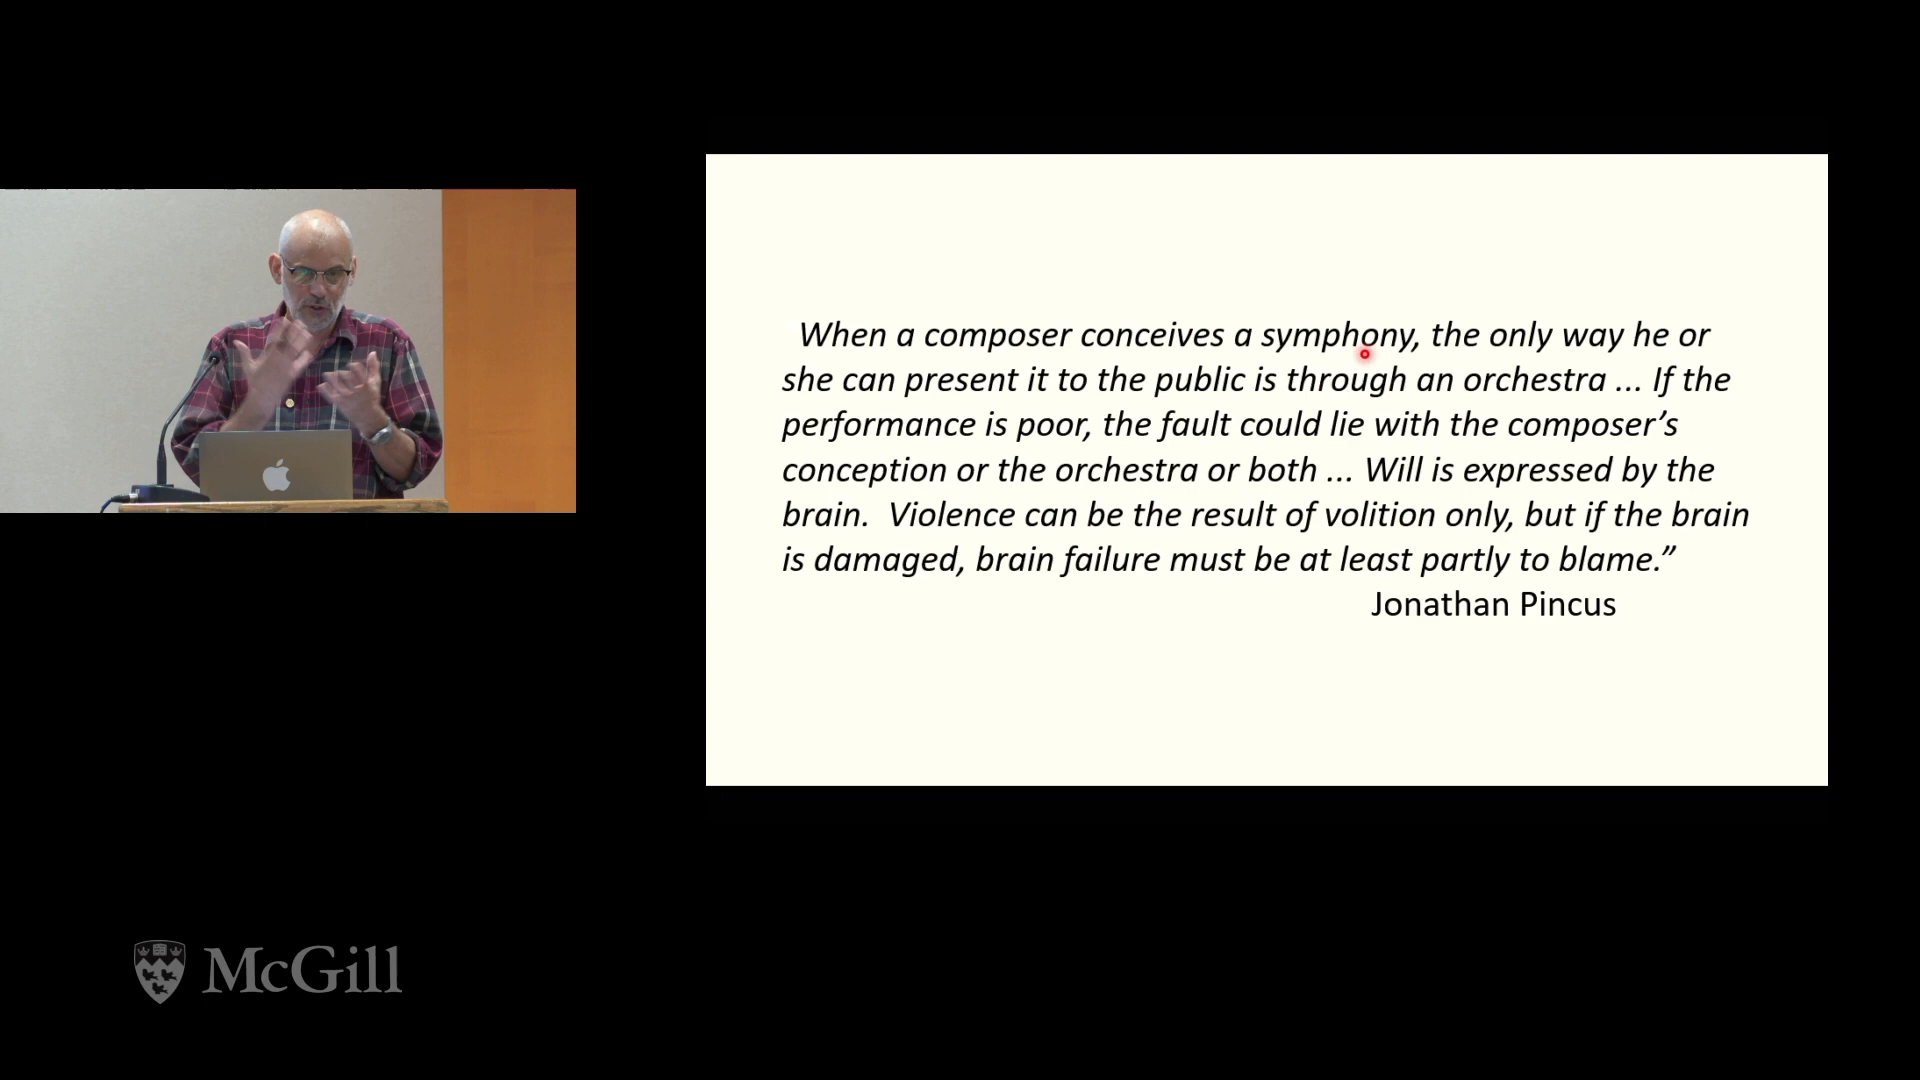 When a composer conceives a symphony, the only way he or
she can present it to the public is through an orchestra ... If the
performance is poor, the fault could lie with the composer’s
conception or the orchestra or both ... Will is expressed by the
brain.  Violence can be the result of volition only, but if the brain
is damaged, brain failure must be at least partly to blame.”
Jonathan Pincus
McGill